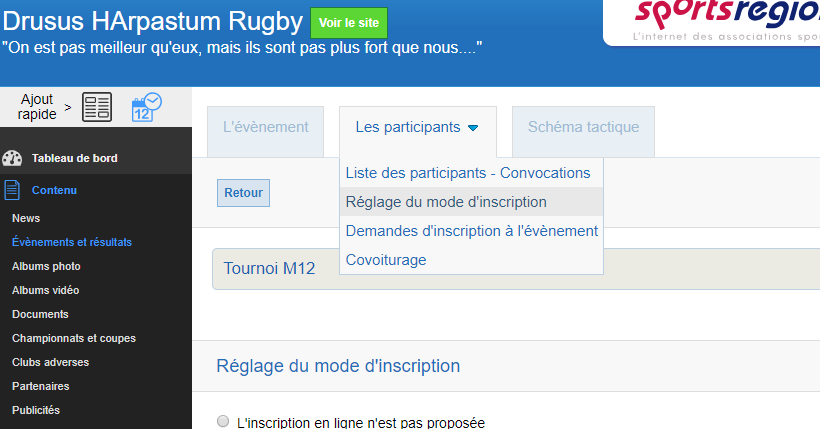 Drusus HArpastum Rugby
Voir le site
"On est pas meilleur qu'eux, mais ils sont pas plus fort que nous...."
sportsregion
L'internet des associations spo
Ajout
rapide >
12
L'évènement
Les participants
Schéma tactique
Tableau de bord
Contenu
News
Évènements et résultats
Albums photo
Albums vidéo
Documents
Championnats et coupes
Clubs adverses
Partenaires
Publicités
Liste des participants - Convocations
Réglage du mode d'inscription
Demandes d'inscription à l'évènement
Covoiturage
Retour
Tournoi M12
Réglage du mode d'inscription
L'inscription en ligne n'est pas proposée